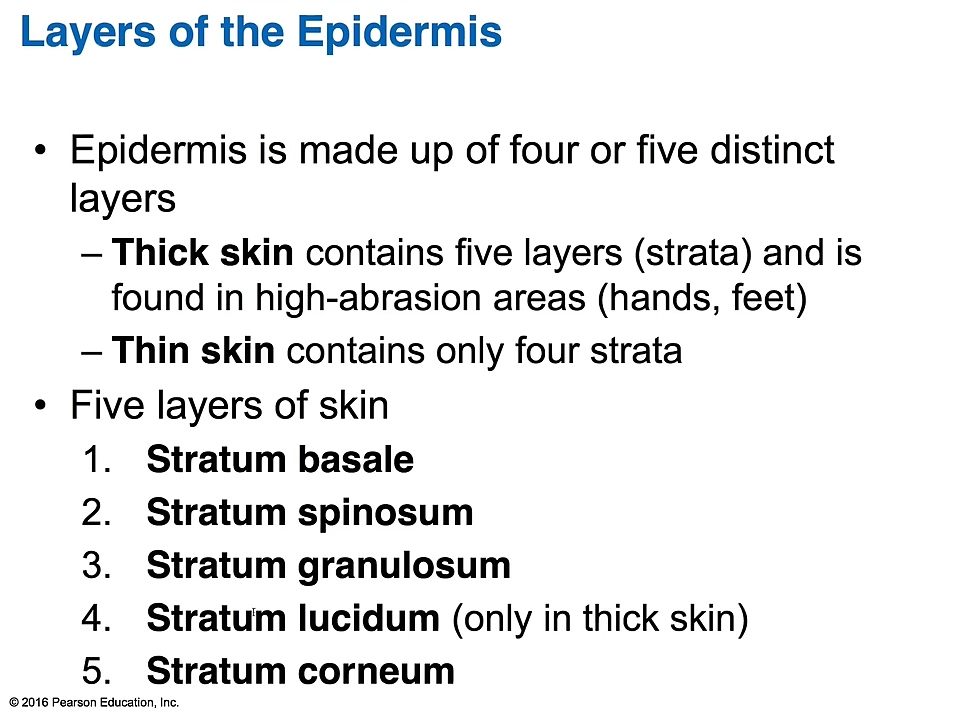 Layers of the Epidermis
• Epidermis is made up of four or five distinct
layers
– Thick skin contains five layers (strata) and is
found in high-abrasion areas (hands, feet)
– Thin skin contains only four strata
• Five layers of skin
1. Stratum basale
2. Stratum spinosum
3. Stratum granulosum
4. Stratum lucidum (only in thick skin)
5. Stratum corneum
© 2016 Pearson Education, Inc.